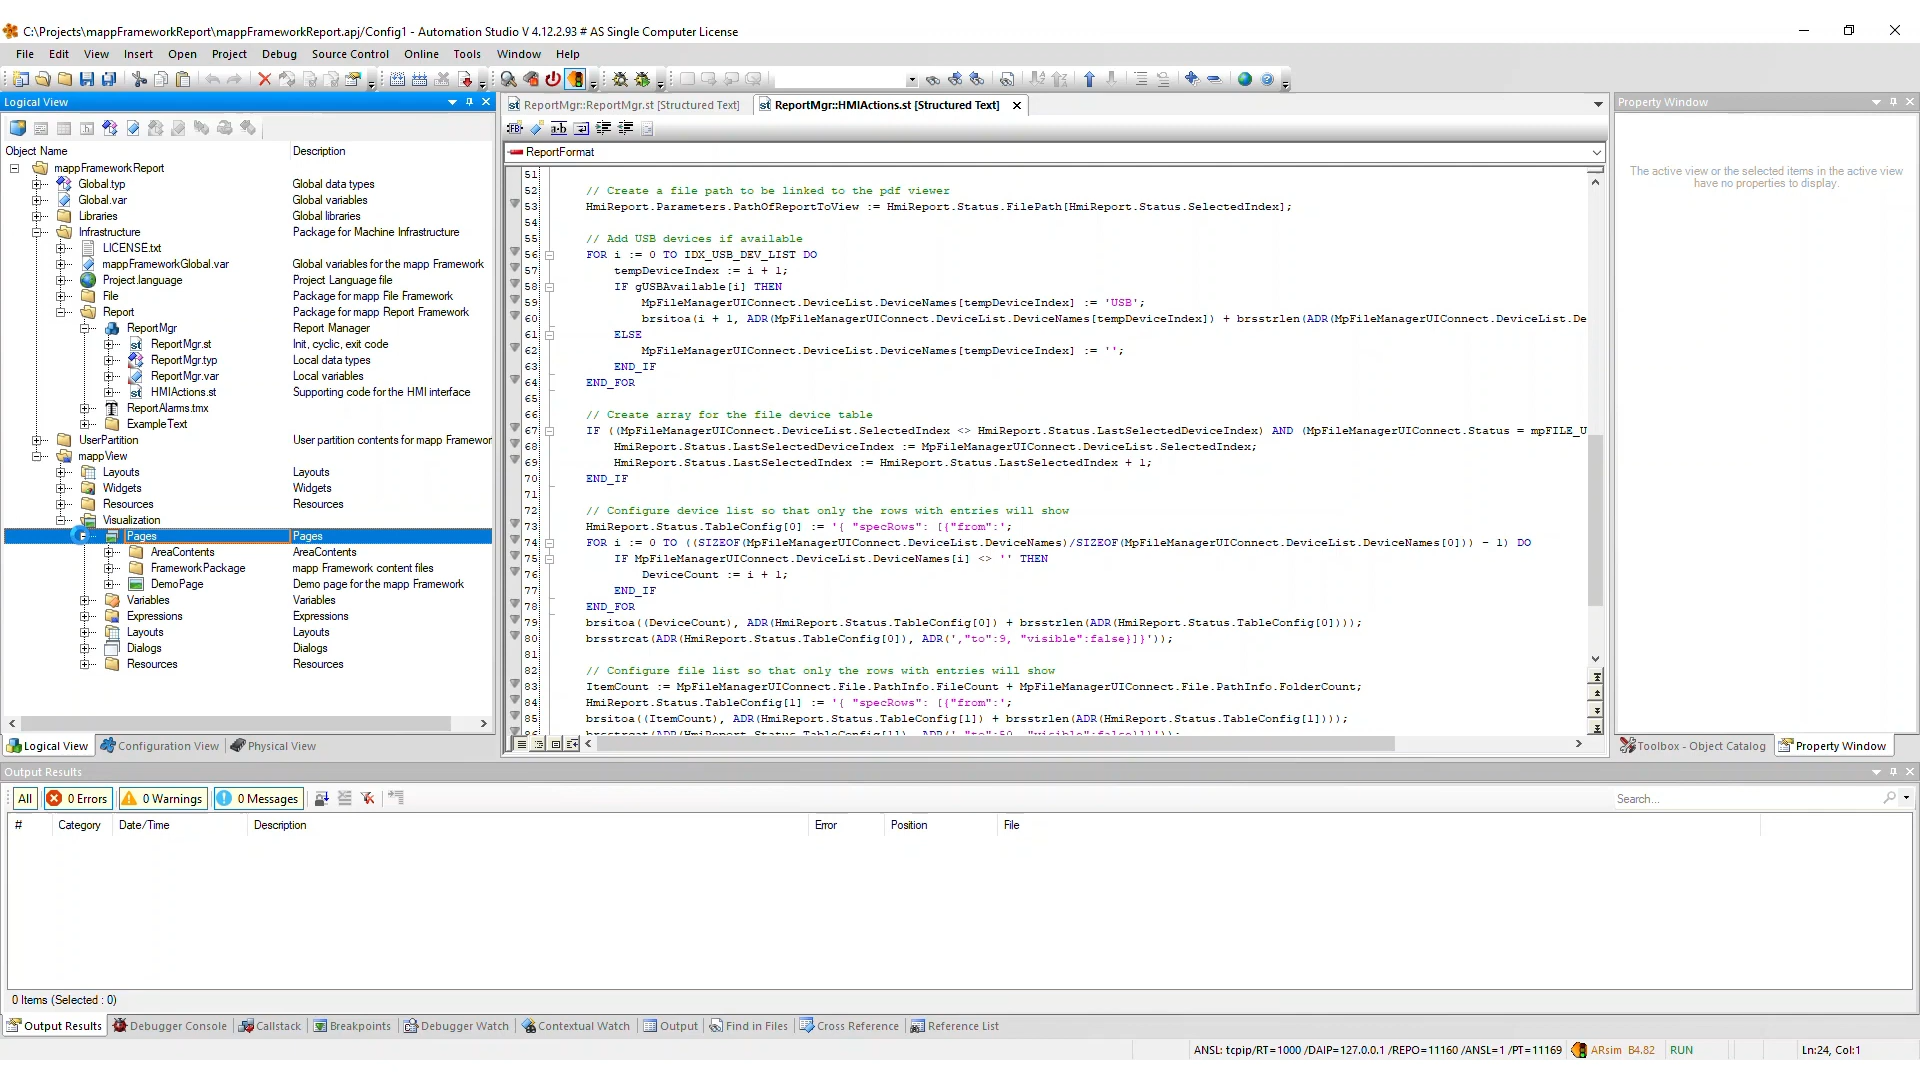 C:\Projects\mappFrameworkReport\mappFrameworkReport.apj/Config1 - Automation Studio V 4.12.2.93 # AS Single Computer License
File Edit View Insert Open Project Debug Source Control Online Tools Window Help
Logical View
ReportMgr::ReportMgr.st [Structured Text]
ReportMgr::HMIActions.st [Structured Text]
Property Window
ReportFormat
The active view or the selected items in the active view
have no properties to display.
Object Name Description
mappFrameworkReport
Global.typ Global data types
Global.var Global variables
Libraries Global libraries
Infrastructure Package for Machine Infrastructure
LICENSE.txt
mappFrameworkGlobal.var Global variables for the mapp Framework
Project.language Project Language file
File Package for mapp File Framework
Report Package for mapp Report Framework
ReportMgr Report Manager
ReportMgr.st Init, cyclic, exit code
ReportMgr.typ Local data types
ReportMgr.var Local variables
HMIActions.st Supporting code for the HMI interface
ReportAlarms.tmx
ExampleText
UserPartition User partition contents for mapp Framewor
mappView
Layouts Layouts
Widgets Widgets
Resources Resources
Visualization
Pages Pages
AreaContents AreaContents
FrameworkPackage mapp Framework content files
DemoPage Demo page for the mapp Framework
Variables Variables
Expressions Expressions
Layouts Layouts
Dialogs Dialogs
Resources Resources
51
52 // Create a file path to be linked to the pdf viewer
53 HmiReport.Parameters.PathOfReportToView := HmiReport.Status.FilePath[HmiReport.Status.SelectedIndex];
54
55 // Add USB devices if available
56 FOR i := 0 TO IDX_USB_DEV_LIST DO
57 tempDeviceIndex := i + 1;
58 IF gUSBAvailable[i] THEN
59 MpFileManagerUIConnect.DeviceList.DeviceNames[tempDeviceIndex] := 'USB';
60 brsitoa(i + 1, ADR(MpFileManagerUIConnect.DeviceList.DeviceNames[tempDeviceIndex]) + brsstrlen(ADR(MpFileManagerUIConnect.DeviceList.De
61 ELSE
62 MpFileManagerUIConnect.DeviceList.DeviceNames[tempDeviceIndex] := '';
63 END_IF
64 END_FOR
65
66 // Create array for the file device table
67 IF ((MpFileManagerUIConnect.DeviceList.SelectedIndex <> HmiReport.Status.LastSelectedDeviceIndex) AND (MpFileManagerUIConnect.Status = mpFILE_U
68 HmiReport.Status.LastSelectedDeviceIndex := MpFileManagerUIConnect.DeviceList.SelectedIndex;
69 HmiReport.Status.LastSelectedIndex := HmiReport.Status.LastSelectedIndex + 1;
70 END_IF
71
72 // Configure device list so that only the rows with entries will show
73 HmiReport.Status.TableConfig[0] := '{ "specRows": [{"from":';
74 FOR i := 0 TO ((SIZEOF(MpFileManagerUIConnect.DeviceList.DeviceNames)/SIZEOF(MpFileManagerUIConnect.DeviceList.DeviceNames[0])) - 1) DO
75 IF MpFileManagerUIConnect.DeviceList.DeviceNames[i] <> '' THEN
76 DeviceCount := i + 1;
77 END_IF
78 END_FOR
79 brsitoa((DeviceCount), ADR(HmiReport.Status.TableConfig[0]) + brsstrlen(ADR(HmiReport.Status.TableConfig[0])));
80 brsstrcat(ADR(HmiReport.Status.TableConfig[0]), ADR(',"to":9, "visible":false}]}'));
81
82 // Configure file list so that only the rows with entries will show
83 ItemCount := MpFileManagerUIConnect.File.PathInfo.FileCount + MpFileManagerUIConnect.File.PathInfo.FolderCount;
84 HmiReport.Status.TableConfig[1] := '{ "specRows": [{"from":';
85 brsitoa((ItemCount), ADR(HmiReport.Status.TableConfig[1]) + brsstrlen(ADR(HmiReport.Status.TableConfig[1])));
Logical View Configuration View Physical View
Toolbox - Object Catalog Property Window
Output Results
All 0 Errors 0 Warnings 0 Messages
Search...
# Category Date/Time Description Error Position File
0 Items (Selected : 0)
Output Results Debugger Console Callstack Breakpoints Debugger Watch Contextual Watch Output Find in Files Cross Reference Reference List
ANSL: tcpip/RT=1000 /DAIP=127.0.0.1 /REPO=11160 /ANSL=1 /PT=11169 ARsim B4.82 RUN Ln:24, Col:1